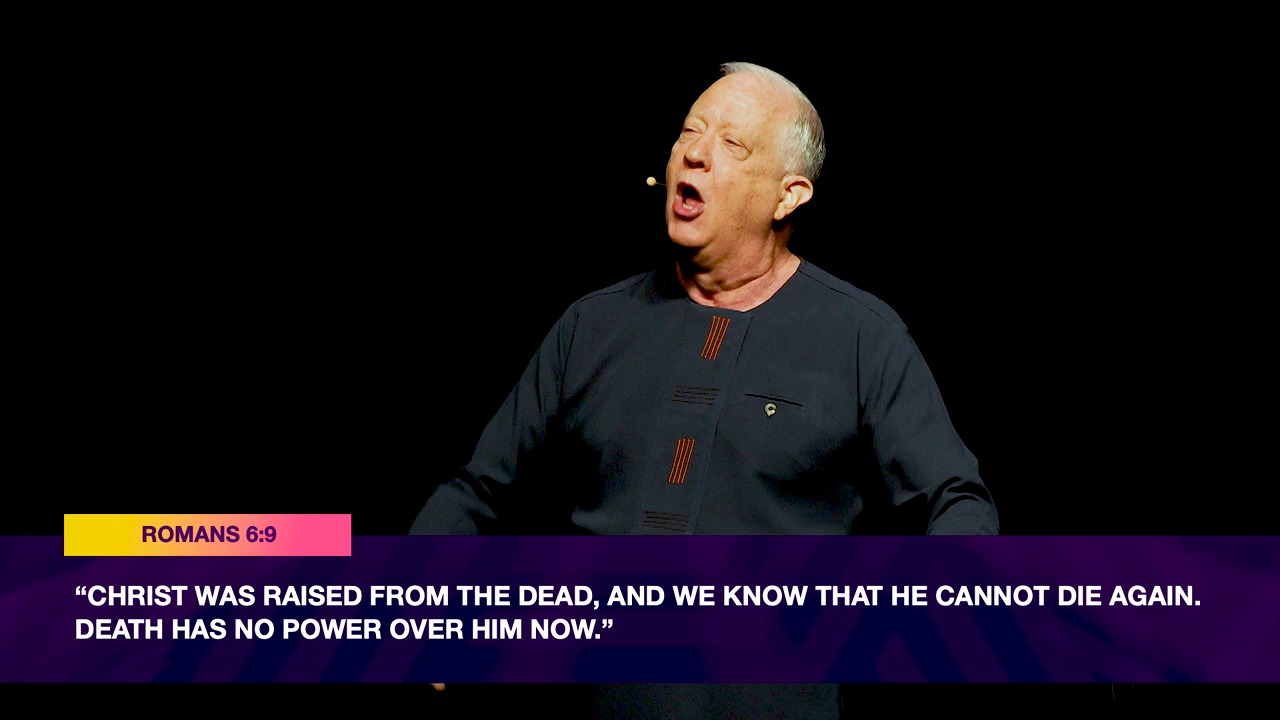 ROMANS 6:9
“CHRIST WAS RAISED FROM THE DEAD, AND WE KNOW THAT HE CANNOT DIE AGAIN.
DEATH HAS NO POWER OVER HIM NOW.”